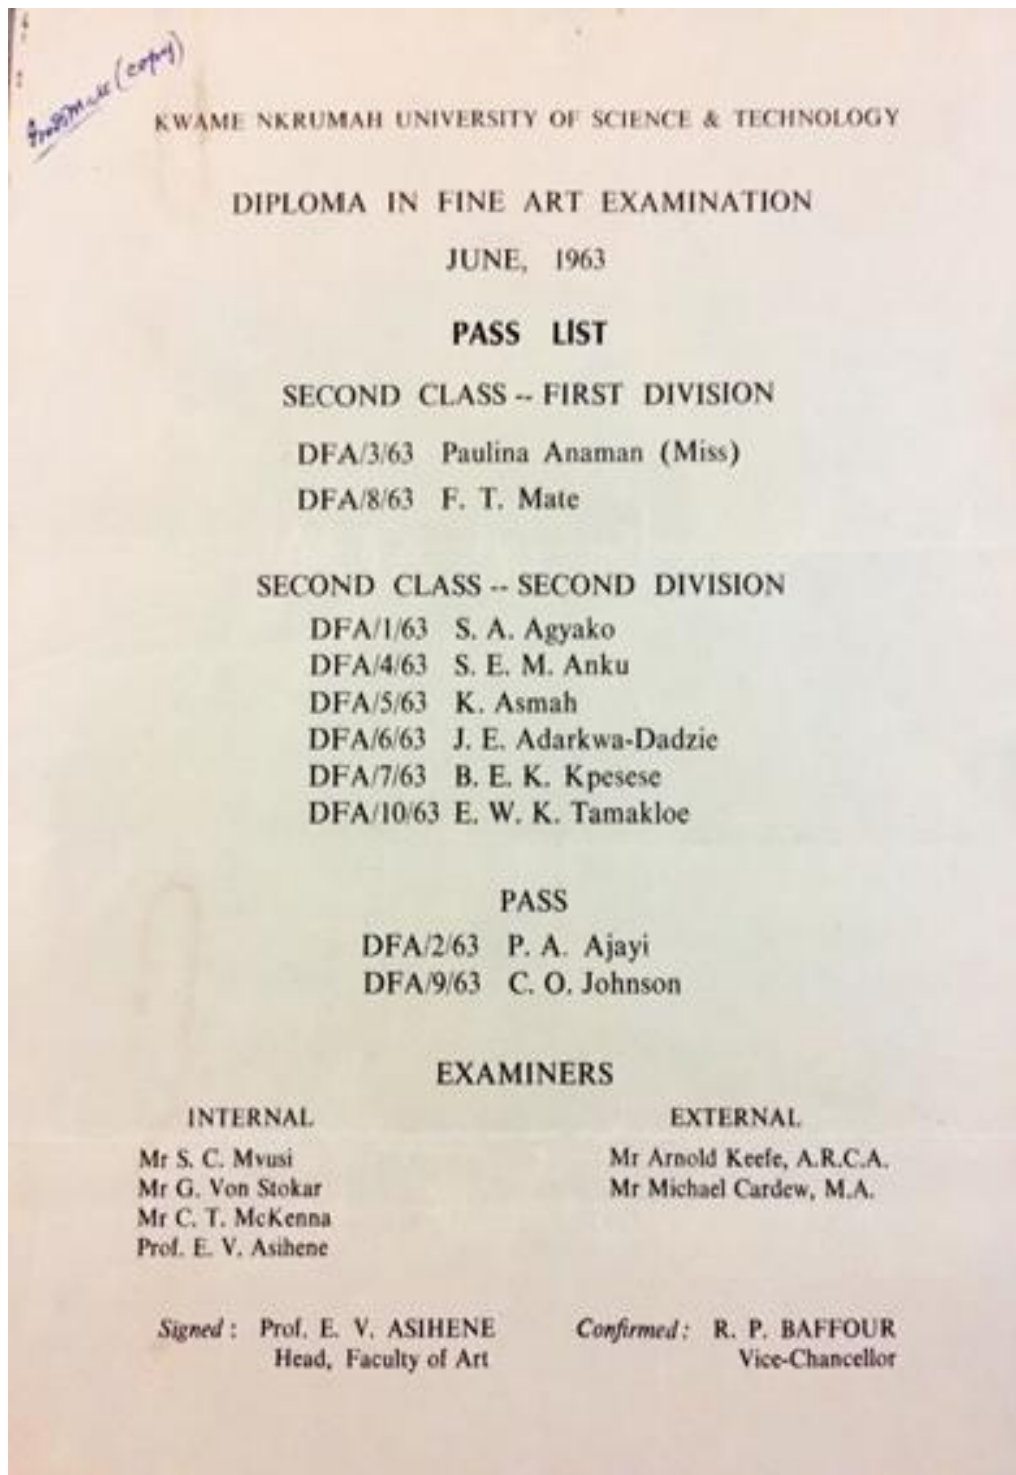 (copy)
KWAME NKRUMAH UNIVERSITY OF SCIENCE & TECHNOLOGY
DIPLOMA IN FINE ART EXAMINATION
JUNE, 1963
PASS LIST
SECOND CLASS -- FIRST DIVISION
DFA/3/63 Paulina Anaman (Miss)
DFA/8/63 F. T. Mate
SECOND CLASS -- SECOND DIVISION
DFA/1/63 S. A. Agyako
DFA/4/63 S. E. M. Anku
DFA/5/63 K. Asmah
DFA/6/63 J. E. Adarkwa-Dadzie
DFA/7/63 B. E. K. Kpesese
DFA/10/63 E. W. K. Tamakloe
PASS
DFA/2/63 P. A. Ajayi
DFA/9/63 C. O. Johnson
EXAMINERS
INTERNAL
Mr S. C. Mvusi
Mr G. Von Stokar
Mr C. T. McKenna
Prof. E. V. Asihene
EXTERNAL
Mr Arnold Keefe, A.R.C.A.
Mr Michael Cardew, M.A.
Signed : Prof. E. V. ASIHENE
Head, Faculty of Art
Confirmed : R. P. BAFFOUR
Vice-Chancellor